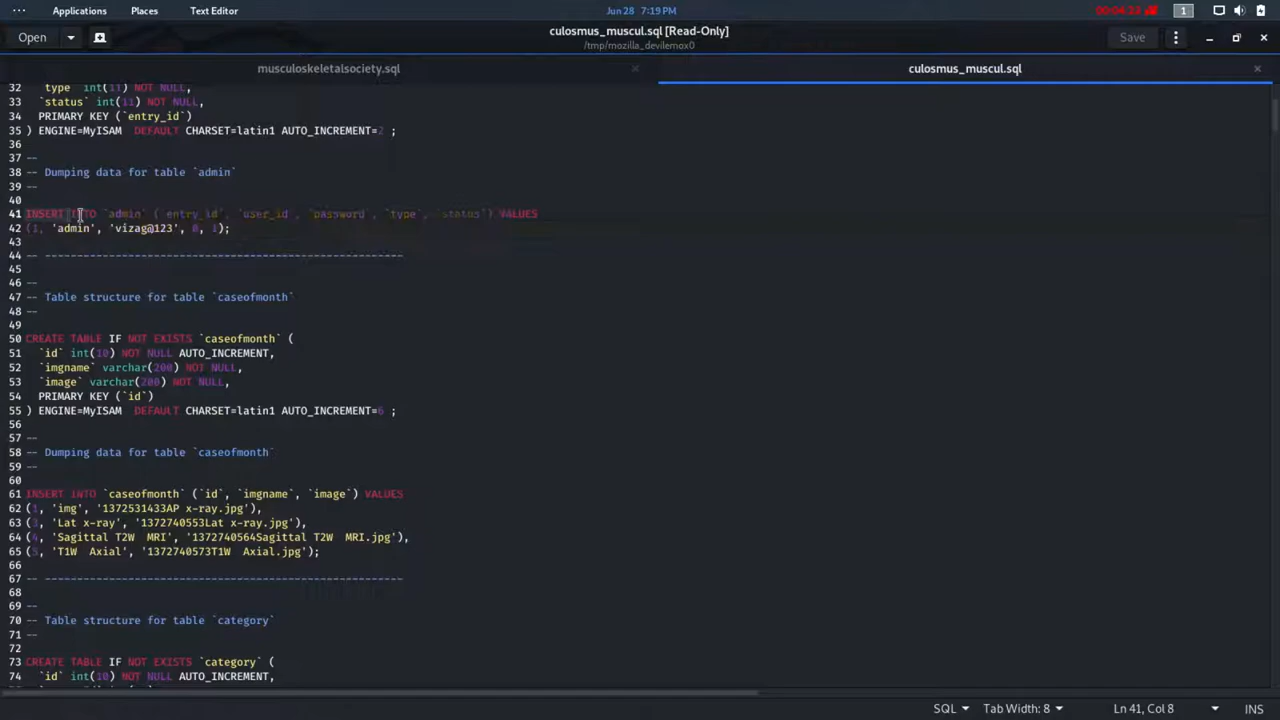 Applications Places Text Editor Jun 28 7:19 PM 00:04:23 1
Open culosmus_muscul.sql [Read-Only] Save
/tmp/mozilla_devilemox0
musculoskeletalsociety.sql culosmus_muscul.sql
32 `type` int(11) NOT NULL,
33 `status` int(11) NOT NULL,
34 PRIMARY KEY (`entry_id`)
35 ) ENGINE=MyISAM  DEFAULT CHARSET=latin1 AUTO_INCREMENT=2 ;
36
37 --
38 -- Dumping data for table `admin`
39 --
40
41 INSERT INTO `admin` (`entry_id`, `user_id`, `password`, `type`, `status`) VALUES
42 (1, 'admin', 'vizag@123', 0, 1);
43
44 -- --------------------------------------------------------
45
46 --
47 -- Table structure for table `caseofmonth`
48 --
49
50 CREATE TABLE IF NOT EXISTS `caseofmonth` (
51 `id` int(10) NOT NULL AUTO_INCREMENT,
52 `imgname` varchar(200) NOT NULL,
53 `image` varchar(200) NOT NULL,
54 PRIMARY KEY (`id`)
55 ) ENGINE=MyISAM  DEFAULT CHARSET=latin1 AUTO_INCREMENT=6 ;
56
57 --
58 -- Dumping data for table `caseofmonth`
59 --
60
61 INSERT INTO `caseofmonth` (`id`, `imgname`, `image`) VALUES
62 (1, 'img', '1372531433AP x-ray.jpg'),
63 (3, 'Lat x-ray', '1372740553Lat x-ray.jpg'),
64 (4, 'Sagittal T2W  MRI', '1372740564Sagittal T2W  MRI.jpg'),
65 (5, 'T1W  Axial', '1372740573T1W  Axial.jpg');
66
67 -- --------------------------------------------------------
68
69 --
70 -- Table structure for table `category`
71 --
72
73 CREATE TABLE IF NOT EXISTS `category` (
74 `id` int(10) NOT NULL AUTO_INCREMENT,
SQL Tab Width: 8 Ln 41, Col 8 INS